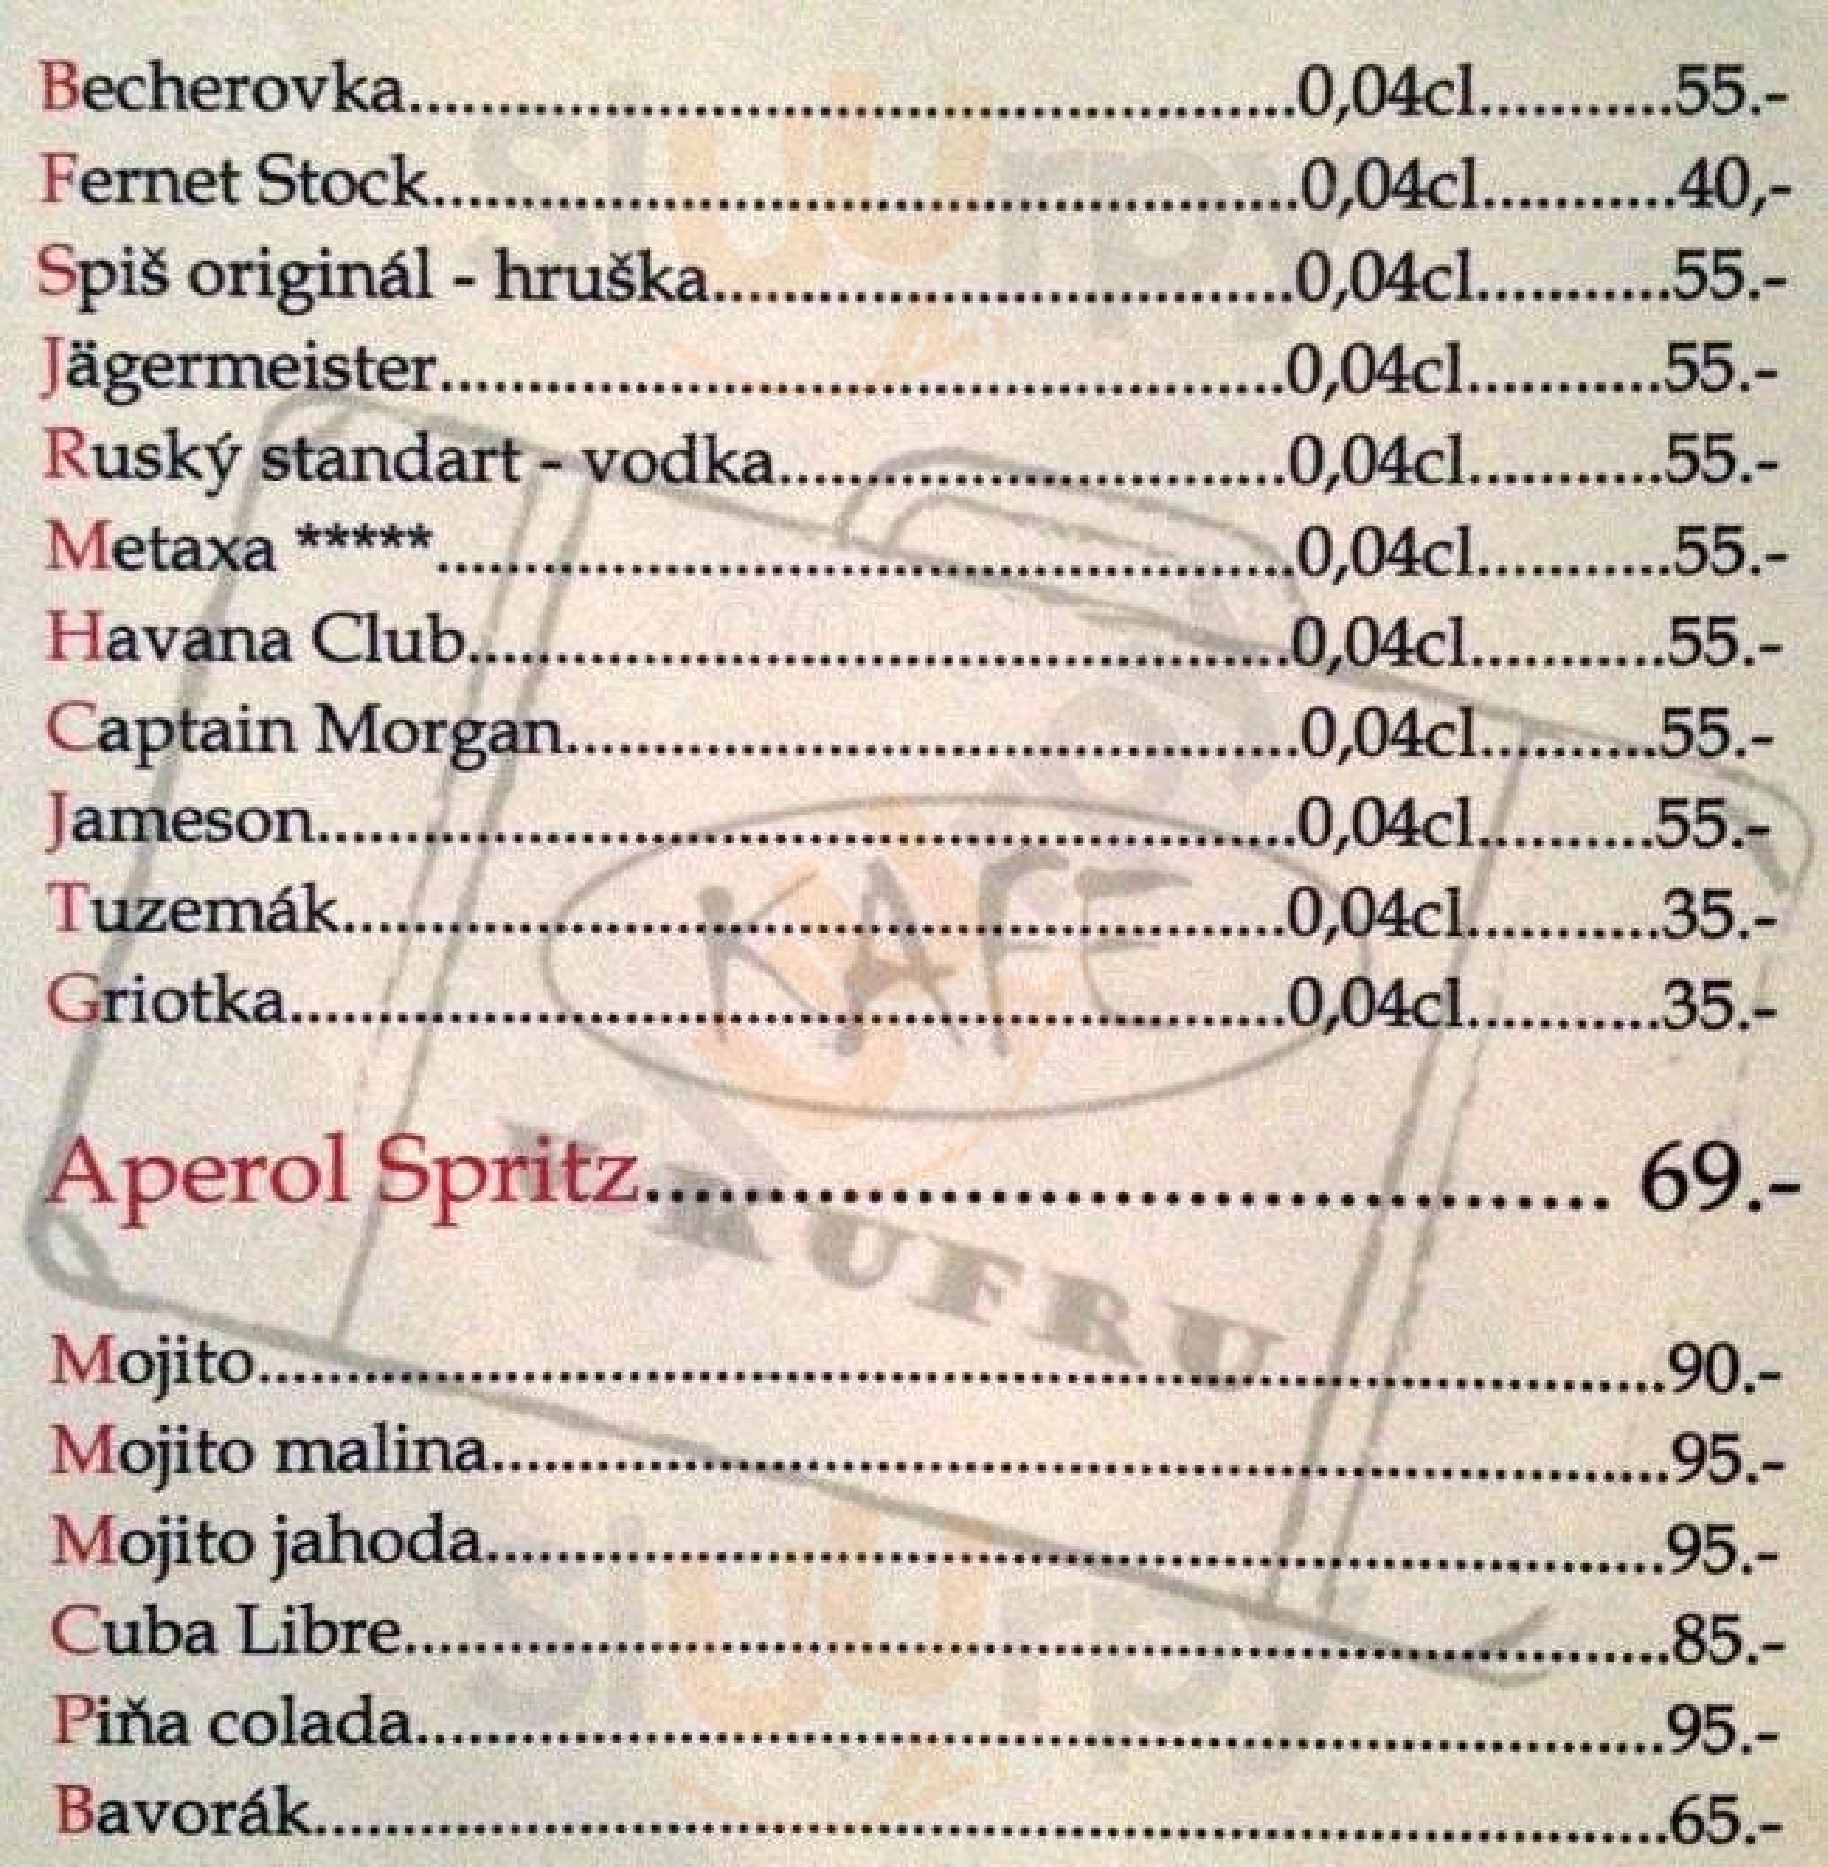 Becherovka..........0,04cl..........55.-
Fernet Stock..........0,04cl..........40,-
Spiš originál - hruška..........0,04cl..........55.-
Jägermeister..........0,04cl..........55.-
Ruský standart - vodka..........0,04cl..........55.-
Metaxa *****..........0,04cl..........55.-
Havana Club..........0,04cl..........55.-
Captain Morgan..........0,04cl..........55.-
Jameson..........0,04cl..........55.-
Tuzemák..........0,04cl..........35.-
Griotka..........0,04cl..........35.-
KAFE
Aperol Spritz.......... 69.-
Mojito..........90.-
Mojito malina..........95.-
Mojito jahoda..........95.-
Cuba Libre..........85.-
Piňa colada..........95.-
Bavorák..........65.-
sluurpy
sluurpy
sluurpy